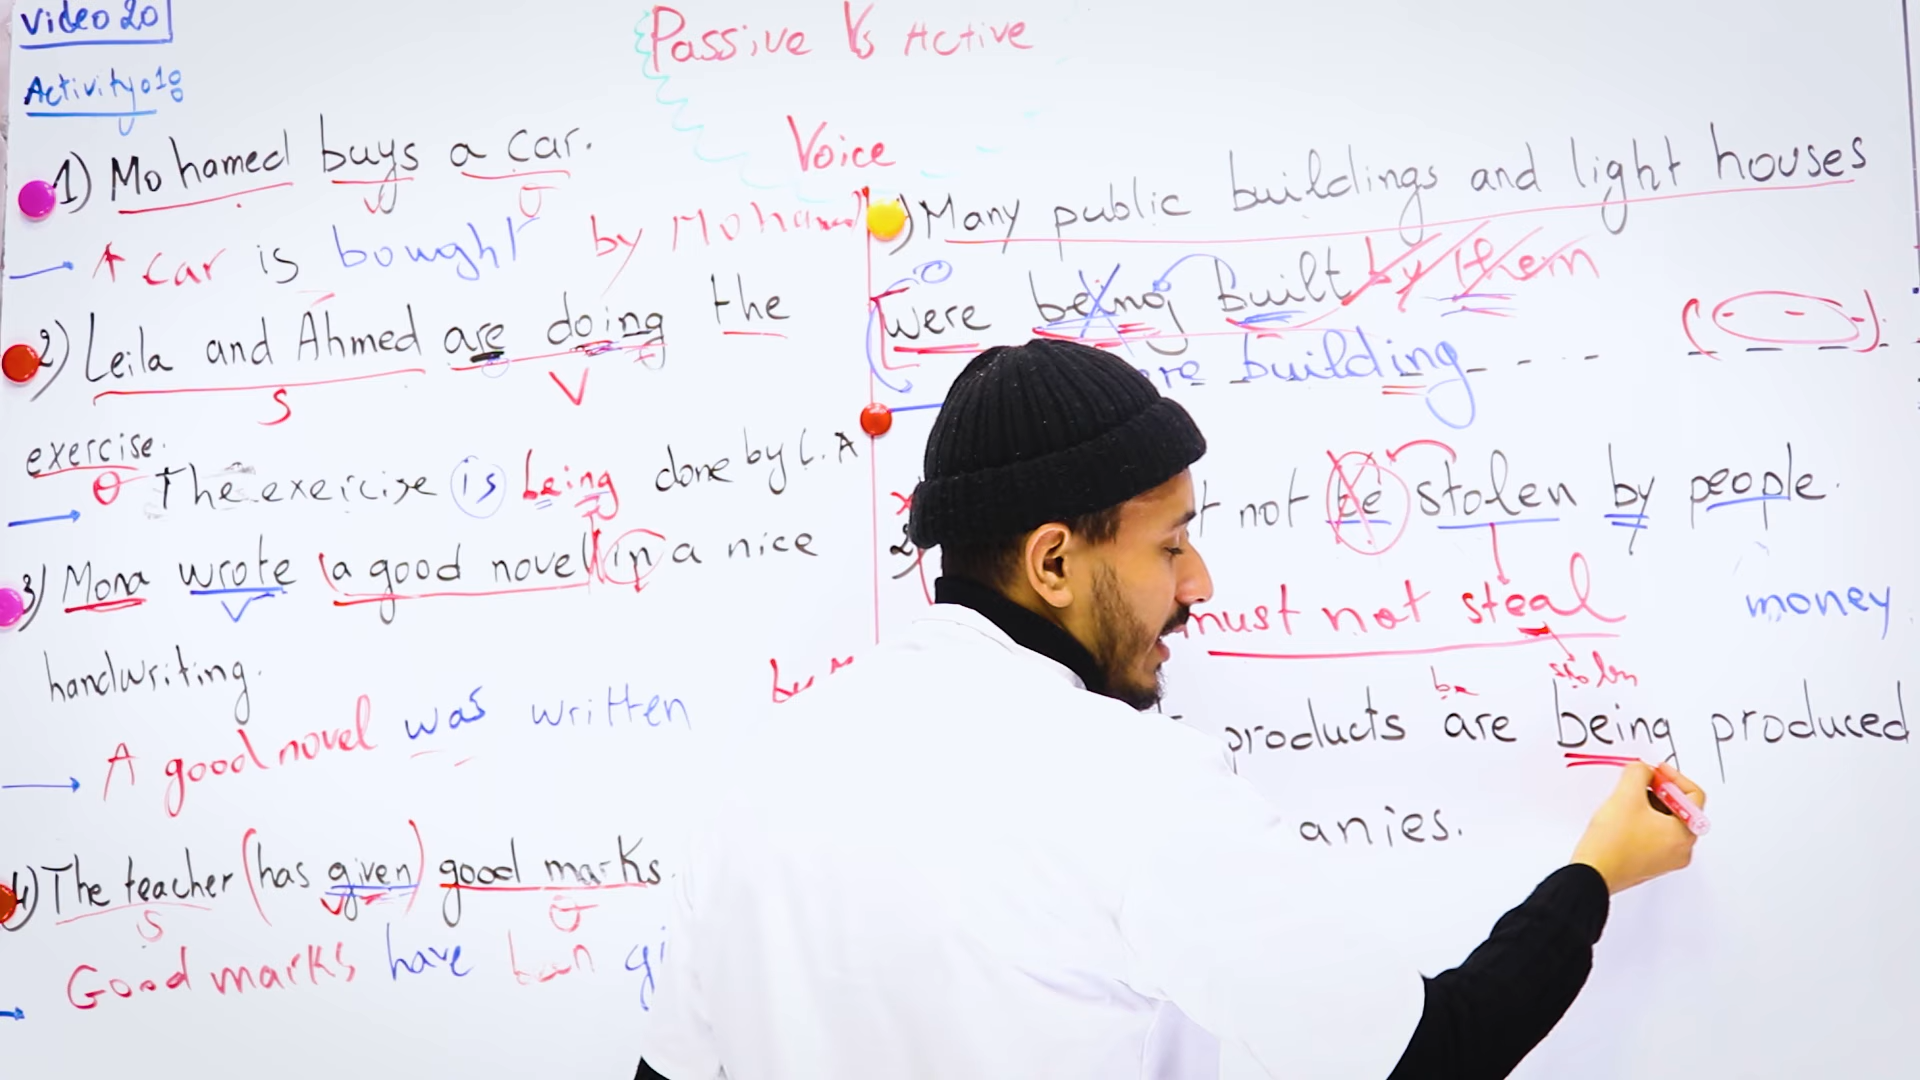 Video 20
Activity 01:
Passive Vs Active
Voice
1) Mohamed buys a car.
A car is bought by Mohamed
2) Leila and Ahmed are doing the
S V
exercise.
O
The exercise is being done by L.A
3) Mona wrote (a good novel) in a nice
V
handwriting.
A good novel was written
4) The teacher (has given) good marks.
S V O
Good marks have been gi
) Many public buildings and light houses
were being built by them
building
2)
not be stolen by people.
must not steal
money
stolen
products are being produced
anies.